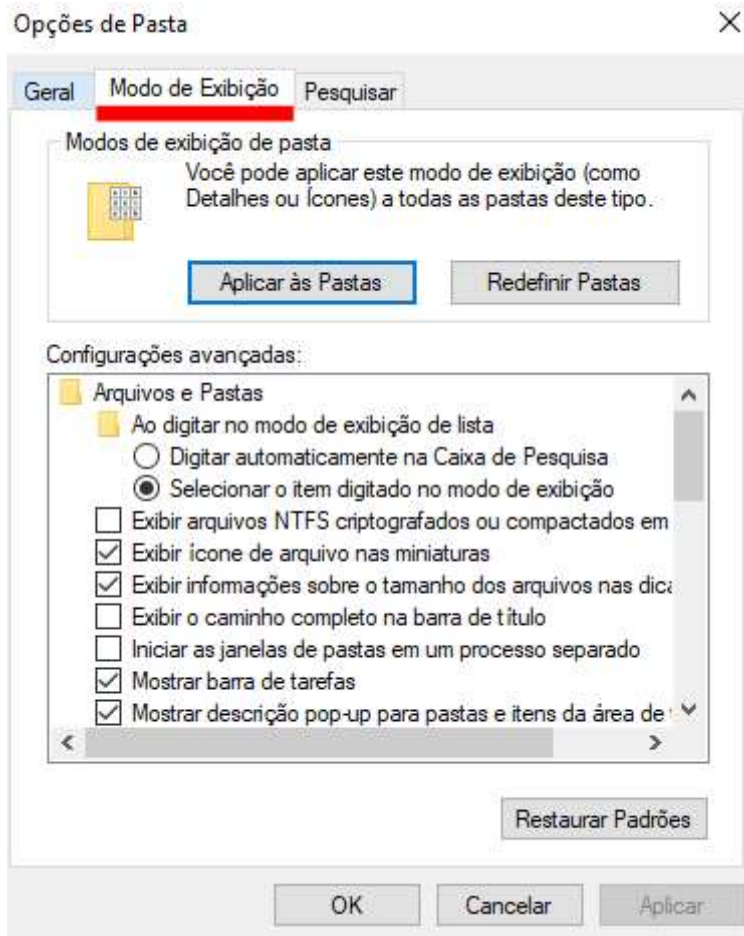 Opções de Pasta
Geral
Modo de Exibição
Pesquisar
Modos de exibição de pasta
Você pode aplicar este modo de exibição (como
Detalhes ou Ícones) a todas as pastas deste tipo.
Aplicar às Pastas
Redefinir Pastas
Configurações avançadas:
Arquivos e Pastas
Ao digitar no modo de exibição de lista
Digitar automaticamente na Caixa de Pesquisa
Selecionar o item digitado no modo de exibição
Exibir arquivos NTFS criptografados ou compactados em
Exibir ícone de arquivo nas miniaturas
Exibir informações sobre o tamanho dos arquivos nas
Exibir o caminho completo na barra de título
Iniciar as janelas de pastas em um processo separado
Mostrar barra de tarefas
Mostrar descrição pop-up para pastas e itens da área de
Restaurar Padrões
OK
Cancelar
Aplicar